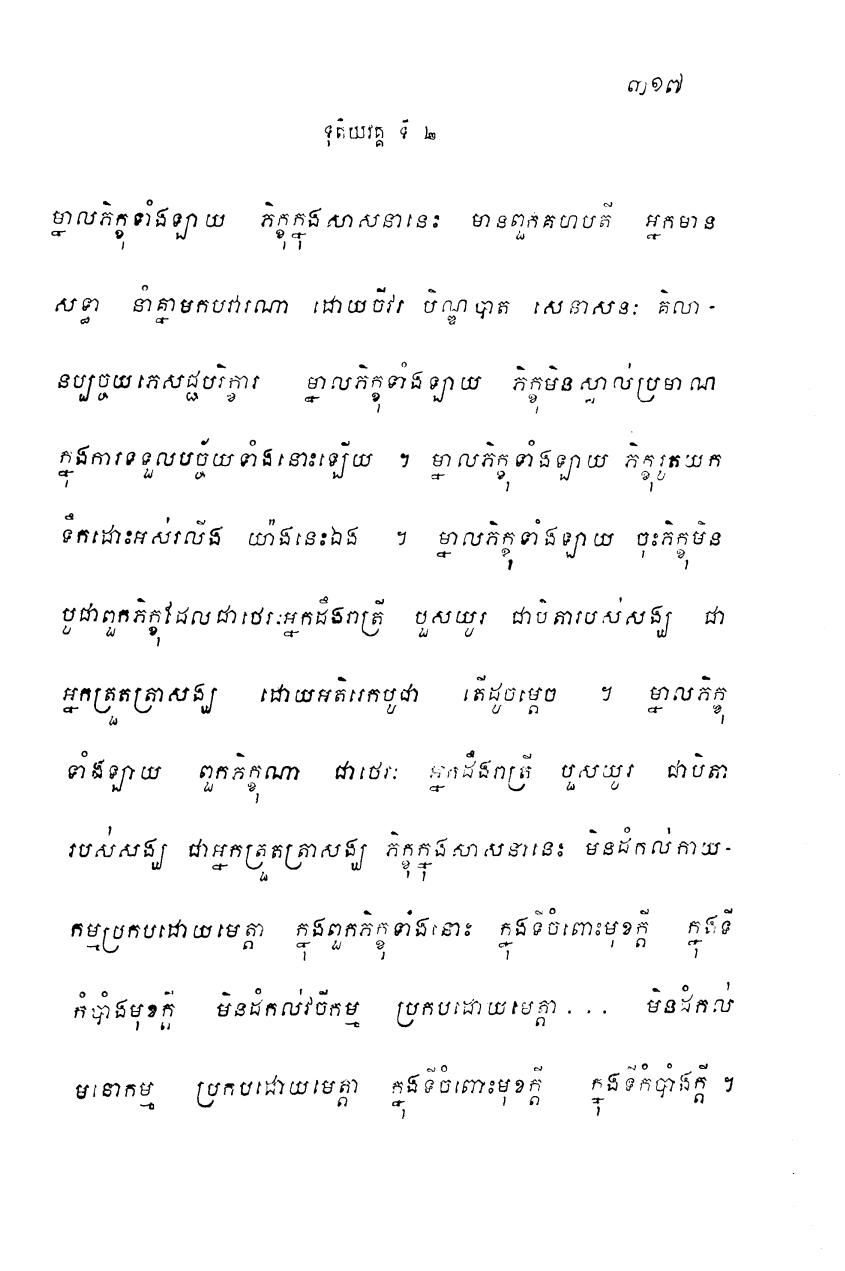 ៣១៧
ទុតិយវគ្គ ទី ២
ម្នាលភិក្ខុទាំងឡាយ ភិក្ខុក្នុងសាសនានេះ មានពួកគហបតី អ្នកមាន
សទ្ធា នាំគ្នាមកបវារណា ដោយចីវរ បិណ្ឌបាត សេនាសនៈ គិលា-
នប្បច្ចយភេសជ្ជបរិក្ខារ ម្នាលភិក្ខុទាំងឡាយ ភិក្ខុមិនស្គាល់ប្រមាណ
ក្នុងការទទួលបច្ច័យទាំងនោះឡើយ ។ ម្នាលភិក្ខុទាំងឡាយ ភិក្ខុរូតយក
ទឹកដោះអស់រលីង យ៉ាងនេះឯង ។ ម្នាលភិក្ខុទាំងឡាយ ចុះភិក្ខុមិន
បូជាពួកភិក្ខុដែលជាថេរៈអ្នកដឹងរាត្រី បួសយូរ ជាបិតារបស់សង្ឃ ជា
អ្នកត្រួតត្រាសង្ឃ ដោយអតិរេកបូជា តើដូចម្តេច ។ ម្នាលភិក្ខុ
ទាំងឡាយ ពួកភិក្ខុណា ជាថេរៈ អ្នកដឹងរាត្រី បួសយូរ ជាបិតា
របស់សង្ឃ ជាអ្នកត្រួតត្រាសង្ឃ ភិក្ខុក្នុងសាសនានេះ មិនដំកល់កាយ-
កម្មប្រកបដោយមេត្តា ក្នុងពួកភិក្ខុទាំងនោះ ក្នុងទីចំពោះមុខក្តី ក្នុងទី
កំបាំងមុខក្តី មិនដំកល់វចីកម្ម ប្រកបដោយមេត្តា... មិនដំកល់
មនោកម្ម ប្រកបដោយមេត្តា ក្នុងទីចំពោះមុខក្តី ក្នុងទីកំបាំងក្តី ។